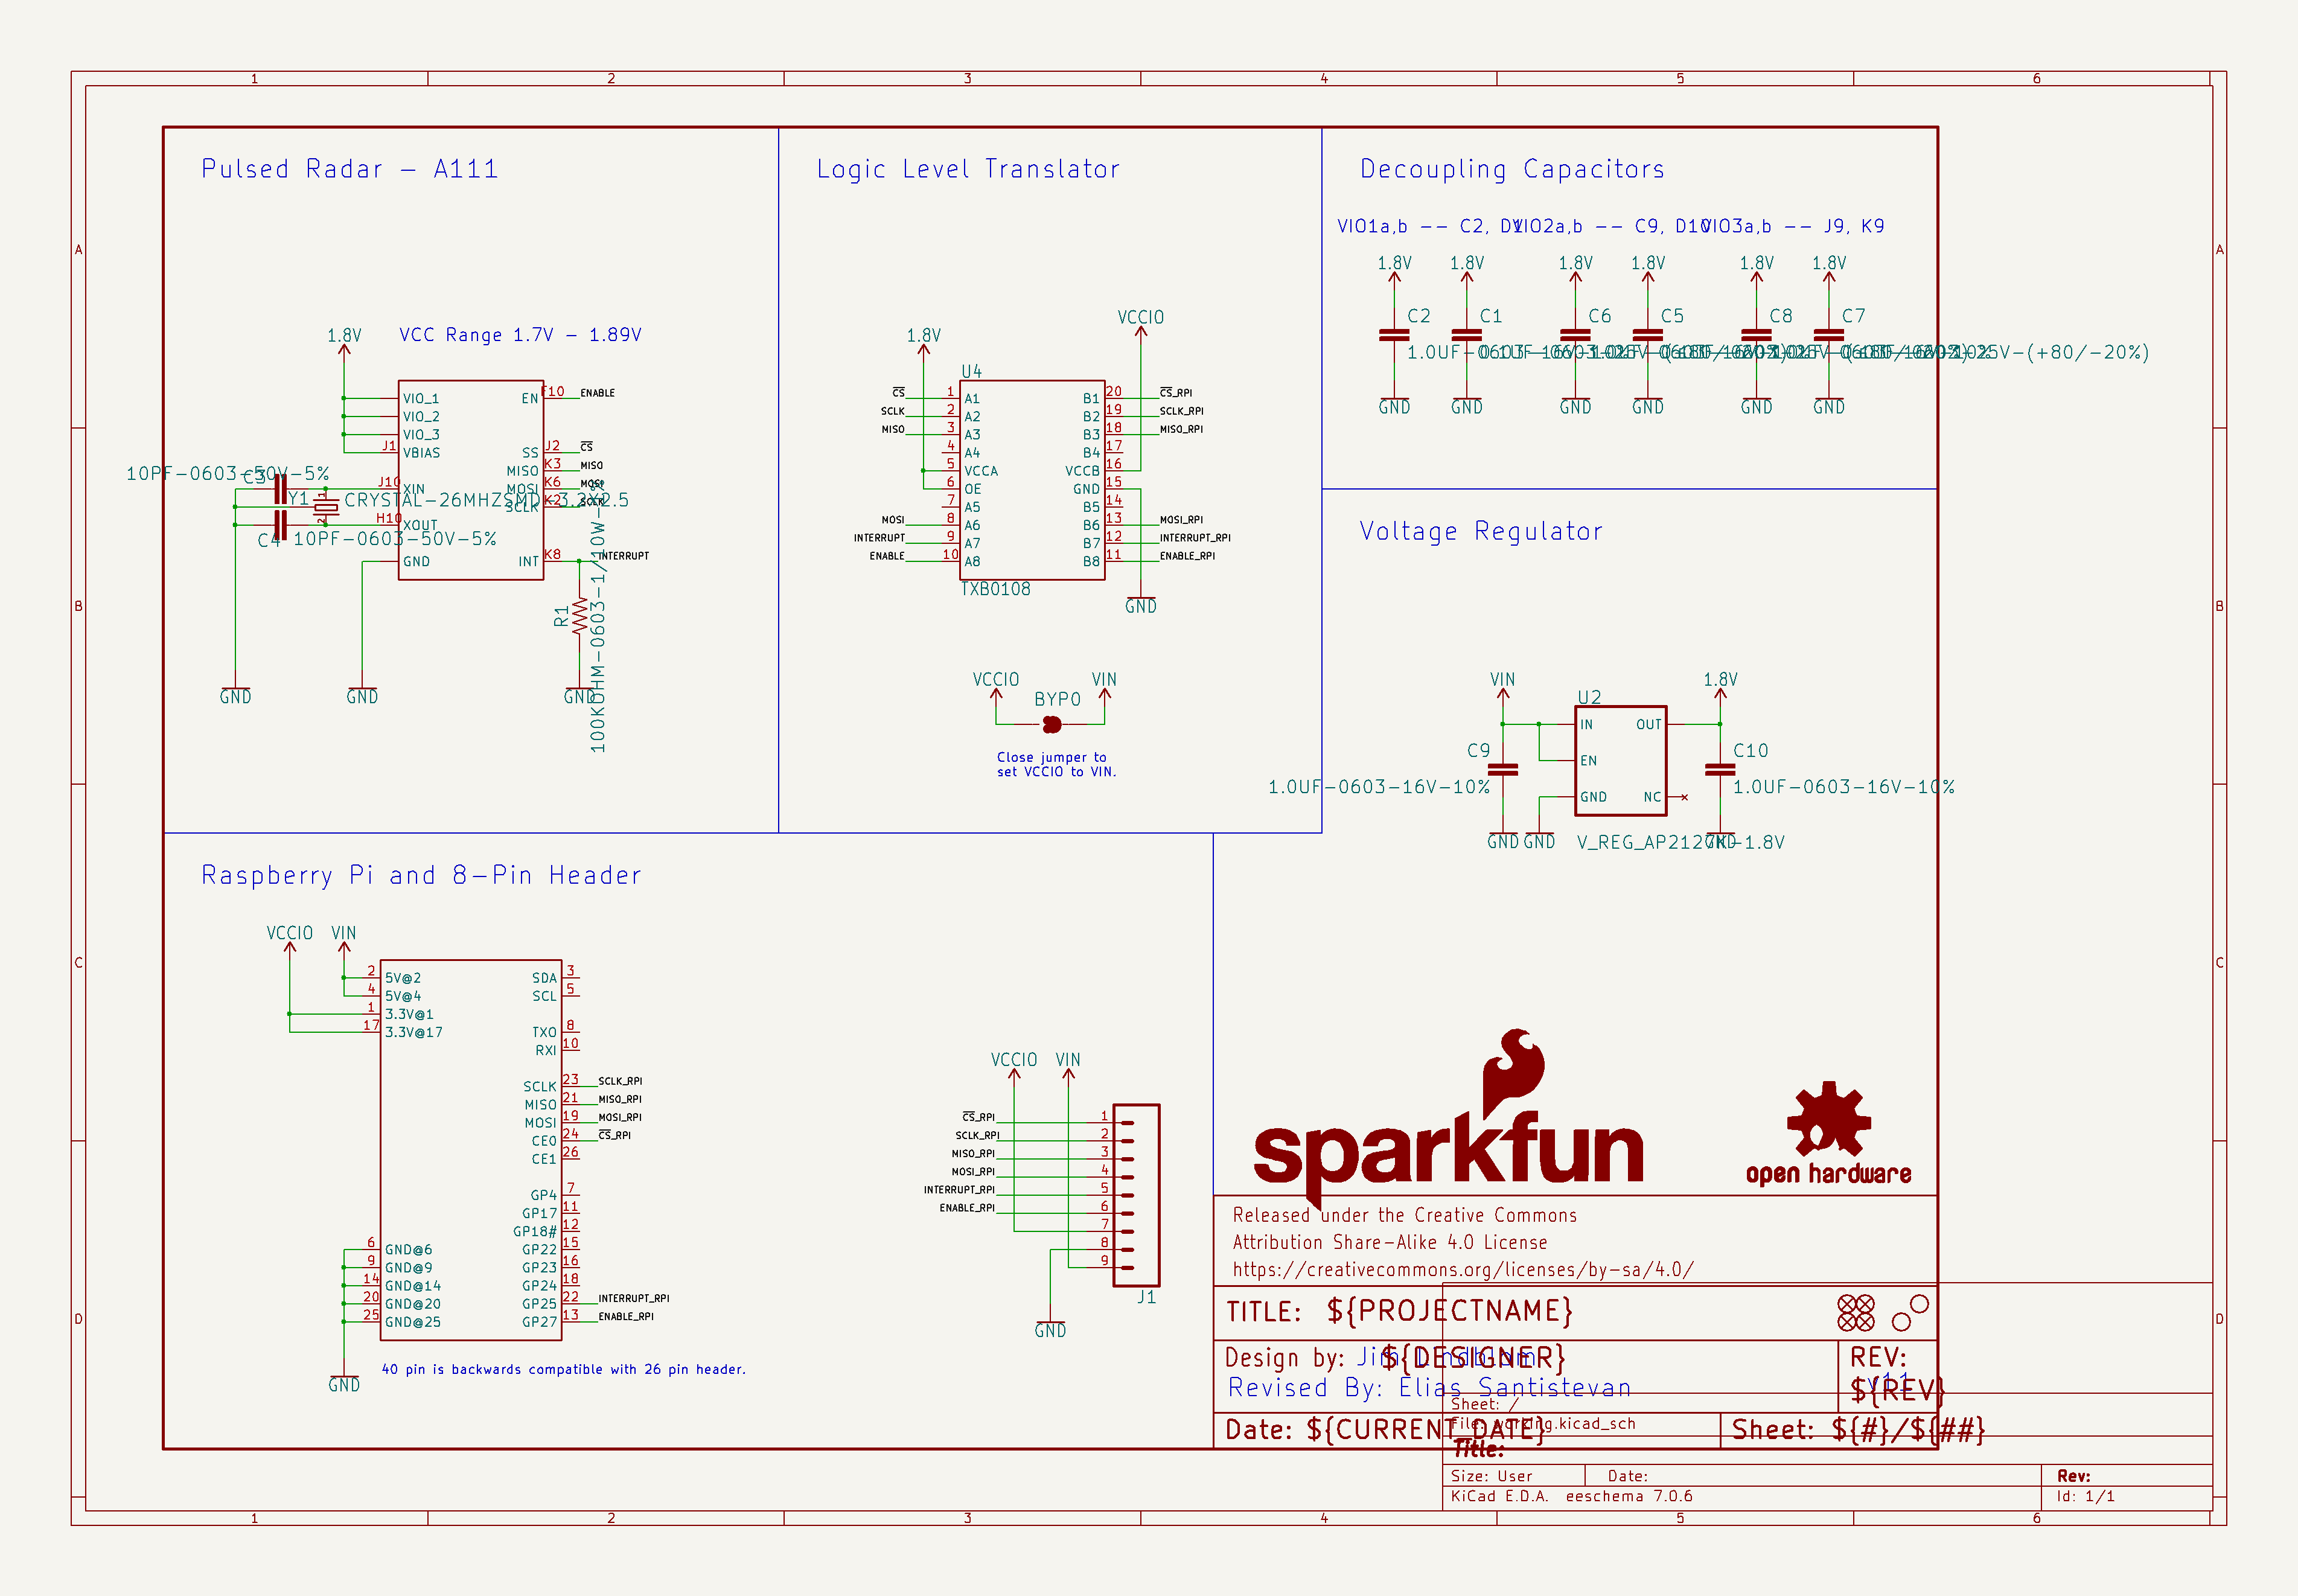 1 2 3 4 5 6
A
B
C
D
Pulsed Radar - A111
VCC Range 1.7V - 1.89V
1.8V
VIO_1
VIO_2
VIO_3
J1 VBIAS
J10 XIN
H10 XOUT
GND
EN F10 ENABLE
SS J2 CS
MISO K3 MISO
MOSI K6 MOSI
SCLK K2 SCLK
INT K8 INTERRUPT
10PF-0603-50V-5%
C3
Y1 CRYSTAL-26MHZSMD-3.2X2.5
1
2
C4 10PF-0603-50V-5%
R1
100KOHM-0603-1/10W-1%
GND GND GND
Logic Level Translator
1.8V VCCIO
U4
CS 1 A1 B1 20 CS_RPI
SCLK 2 A2 B2 19 SCLK_RPI
MISO 3 A3 B3 18 MISO_RPI
4 A4 B4 17
5 VCCA VCCB 16
6 OE GND 15
7 A5 B5 14
MOSI 8 A6 B6 13 MOSI_RPI
INTERRUPT 9 A7 B7 12 INTERRUPT_RPI
ENABLE 10 A8 B8 11 ENABLE_RPI
TXB0108
GND
VCCIO VIN
BYP0
Close jumper to
set VCCIO to VIN.
Decoupling Capacitors
VIO1a,b -- C2, D1
VIO2a,b -- C9, D10
VIO3a,b -- J9, K9
1.8V 1.8V 1.8V 1.8V 1.8V 1.8V
C2 C1 C6 C5 C8 C7
1.0UF-0603-16V-10%
0.1UF-0603-25V-(+80/-20%)
GND GND GND GND GND GND
Voltage Regulator
VIN U2 1.8V
IN OUT
EN
GND NC
C9
1.0UF-0603-16V-10%
C10
1.0UF-0603-16V-10%
GND GND GND
V_REG_AP2127K-1.8V
Raspberry Pi and 8-Pin Header
VCCIO VIN
2 5V@2
4 5V@4
1 3.3V@1
17 3.3V@17
6 GND@6
9 GND@9
14 GND@14
20 GND@20
25 GND@25
GND
SDA 3
SCL 5
TXO 8
RXI 10
SCLK 23 SCLK_RPI
MISO 21 MISO_RPI
MOSI 19 MOSI_RPI
CE0 24 CS_RPI
CE1 26
GP4 7
GP17 11
GP18# 12
GP22 15
GP23 16
GP24 18
GP25 22 INTERRUPT_RPI
GP27 13 ENABLE_RPI
40 pin is backwards compatible with 26 pin header.
VCCIO VIN
CS_RPI 1
SCLK_RPI 2
MISO_RPI 3
MOSI_RPI 4
INTERRUPT_RPI 5
ENABLE_RPI 6
7
8
9
J1
GND
sparkfun
open hardware
Released under the Creative Commons
Attribution Share-Alike 4.0 License
https://creativecommons.org/licenses/by-sa/4.0/
TITLE: ${PROJECTNAME}
Design by: Jim Lindblom
${DESIGNER}
Revised By: Elias Santistevan
REV:
${REV}
v11
Date: ${CURRENT_DATE}
Sheet: ${#}/${##}
Sheet: /
File: working.kicad_sch
Title:
Size: User Date: Rev:
KiCad E.D.A. eeschema 7.0.6 Id: 1/1
A
B
C
D
1 2 3 4 5 6